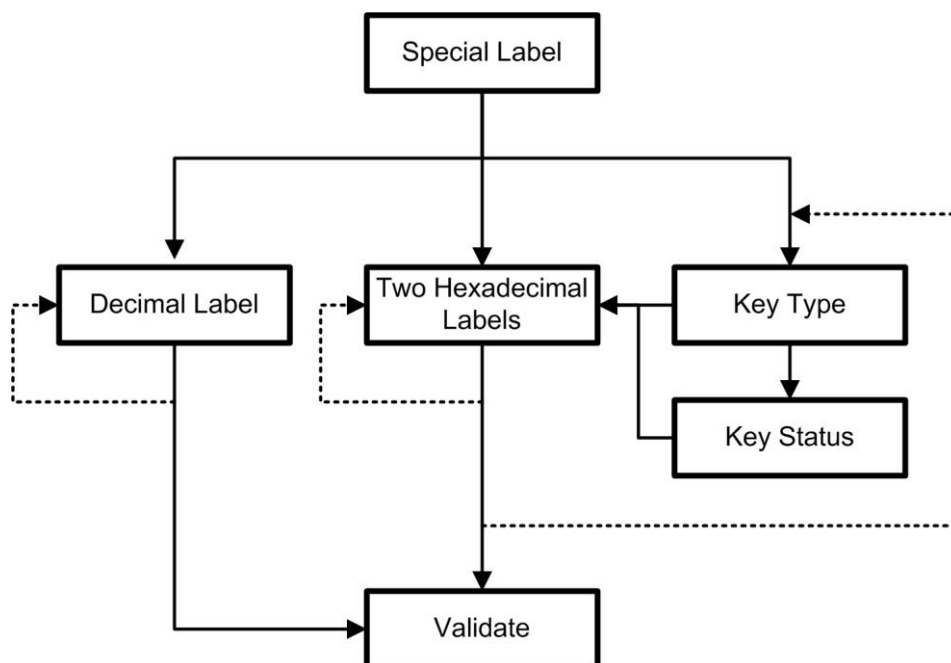 Special Label
Decimal Label
Two Hexadecimal
Labels
Key Type
Key Status
Validate